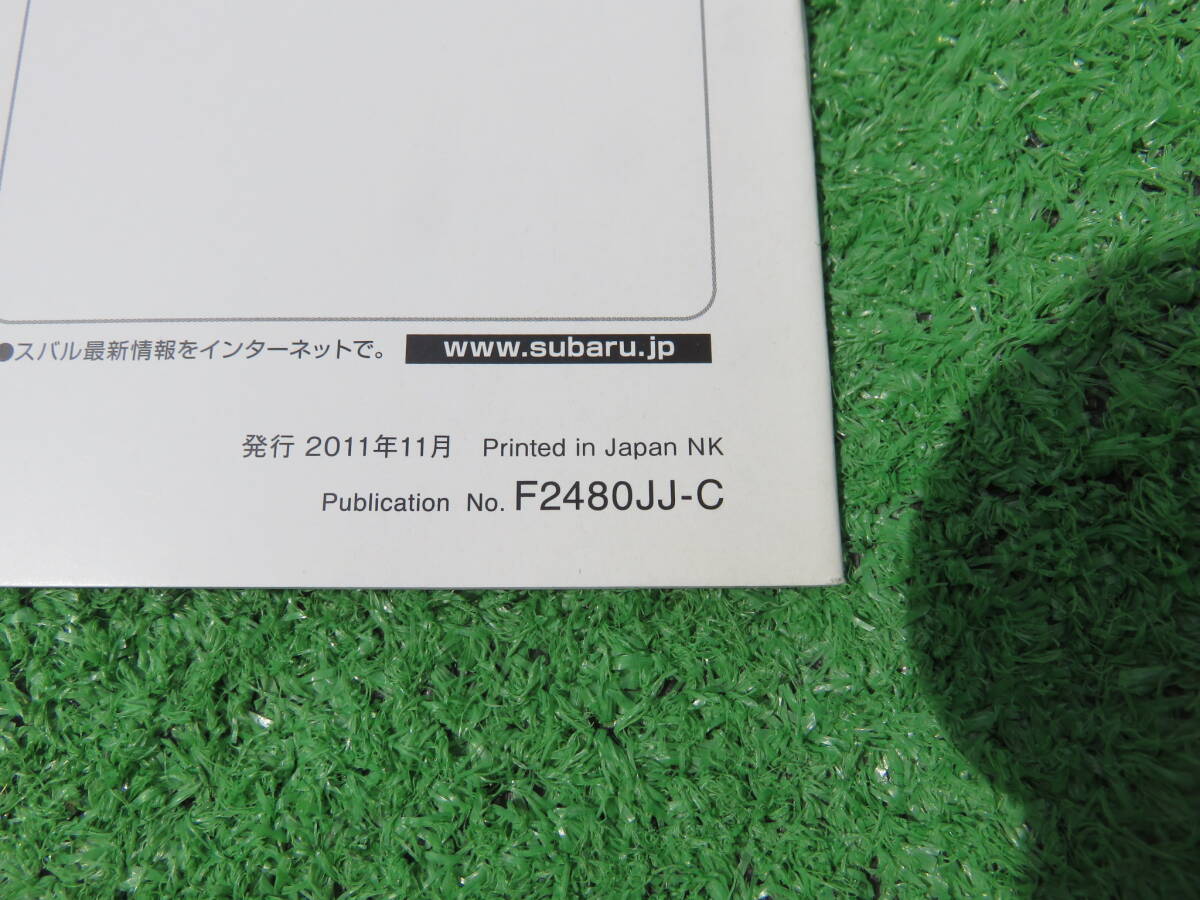 ●スバル最新情報をインターネットで。 www.subaru.jp
発行 2011年11月 Printed in Japan NK
Publication No. F2480JJ-C